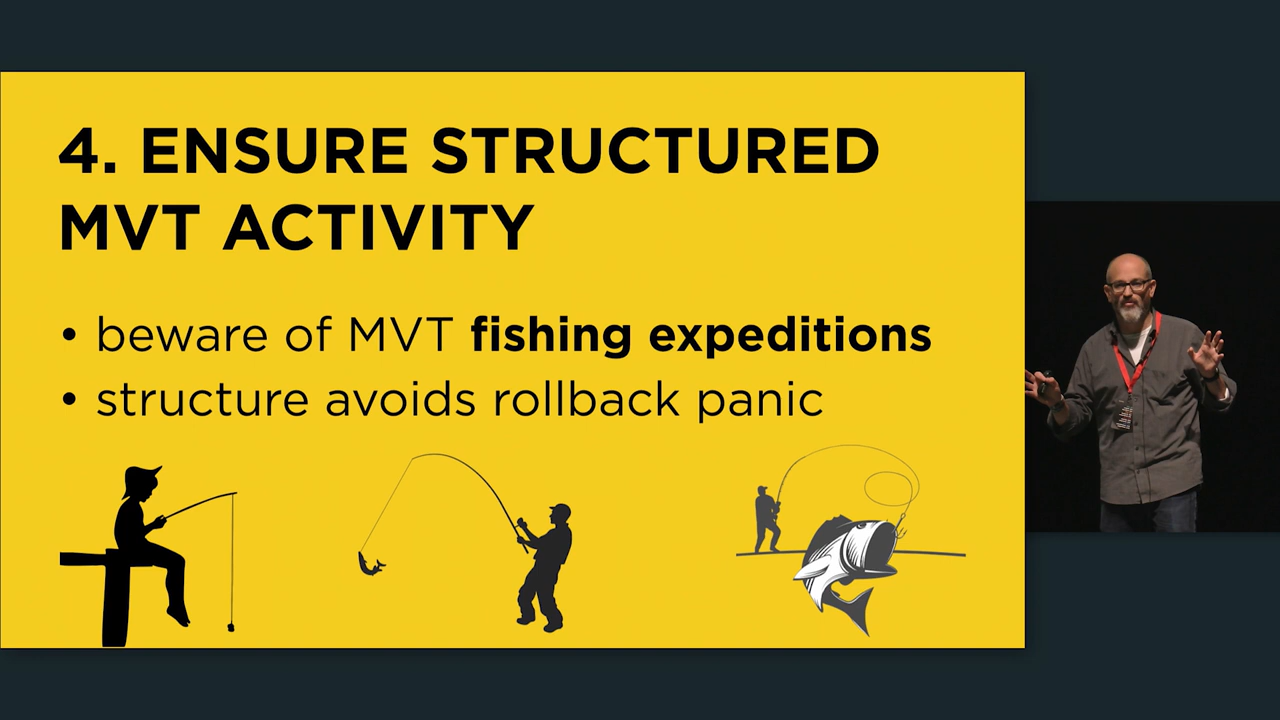 4. ENSURE STRUCTURED
MVT ACTIVITY
• beware of MVT fishing expeditions
• structure avoids rollback panic